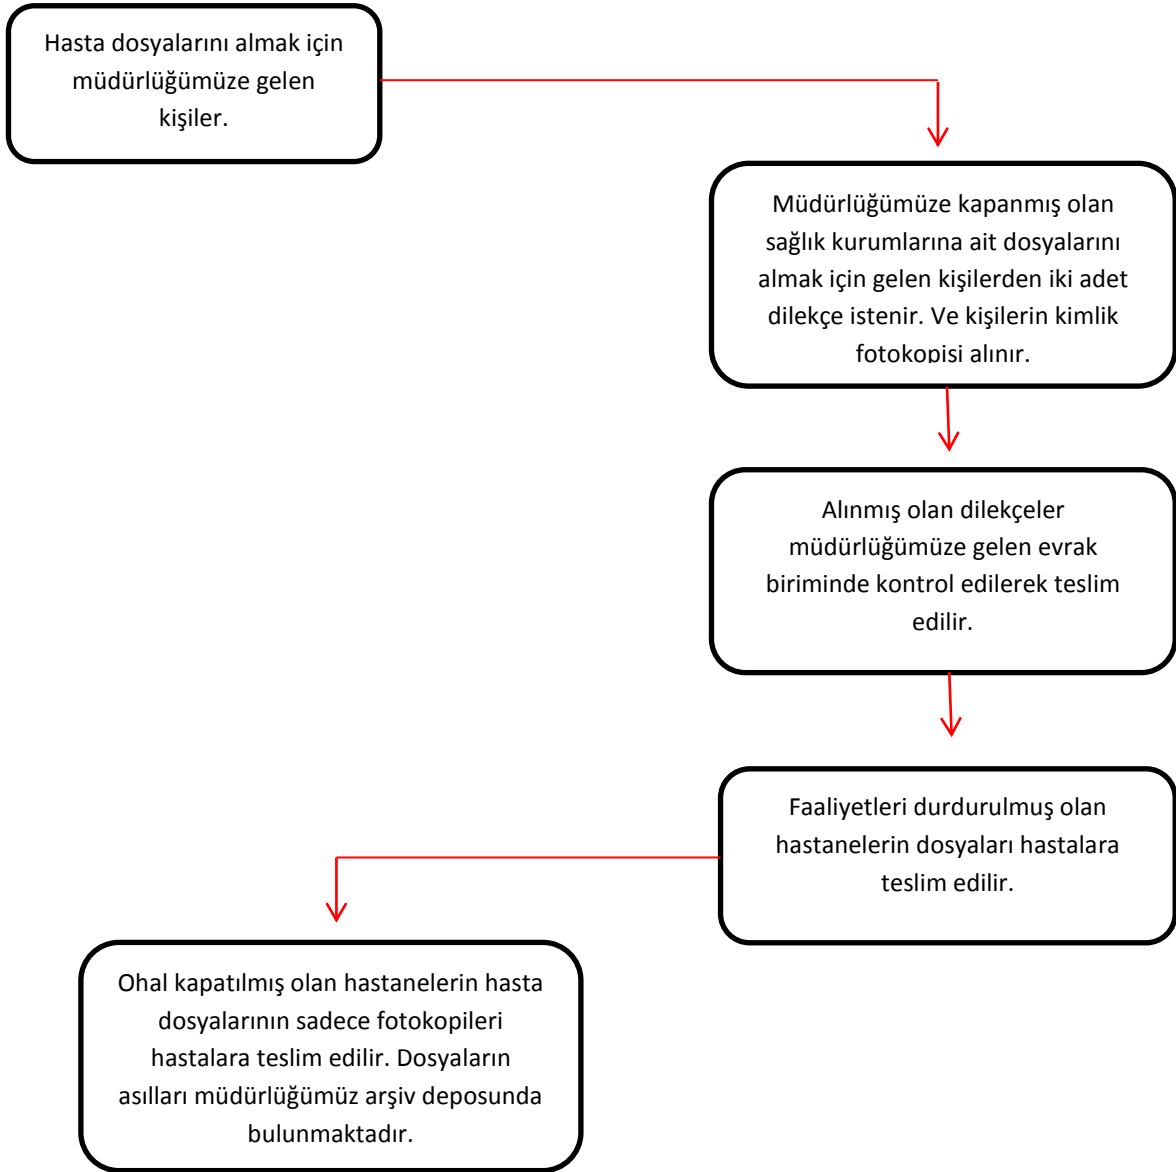 Hasta dosyalarını almak için
müdürlüğümüze gelen
kişiler.
Müdürlüğümüze kapanmış olan
sağlık kurumlarına ait dosyalarını
almak için gelen kişilerden iki adet
dilekçe istenir. Ve kişilerin kimlik
fotokopisi alınır.
Alınmış olan dilekçeler
müdürlüğümüze gelen evrak
biriminde kontrol edilerek teslim
edilir.
Faaliyetleri durdurulmuş olan
hastanelerin dosyaları hastalara
teslim edilir.
Ohal kapatılmış olan hastanelerin hasta
dosyalarının sadece fotokopileri
hastalara teslim edilir. Dosyaların
asılları müdürlüğümüz arşiv deposunda
bulunmaktadır.